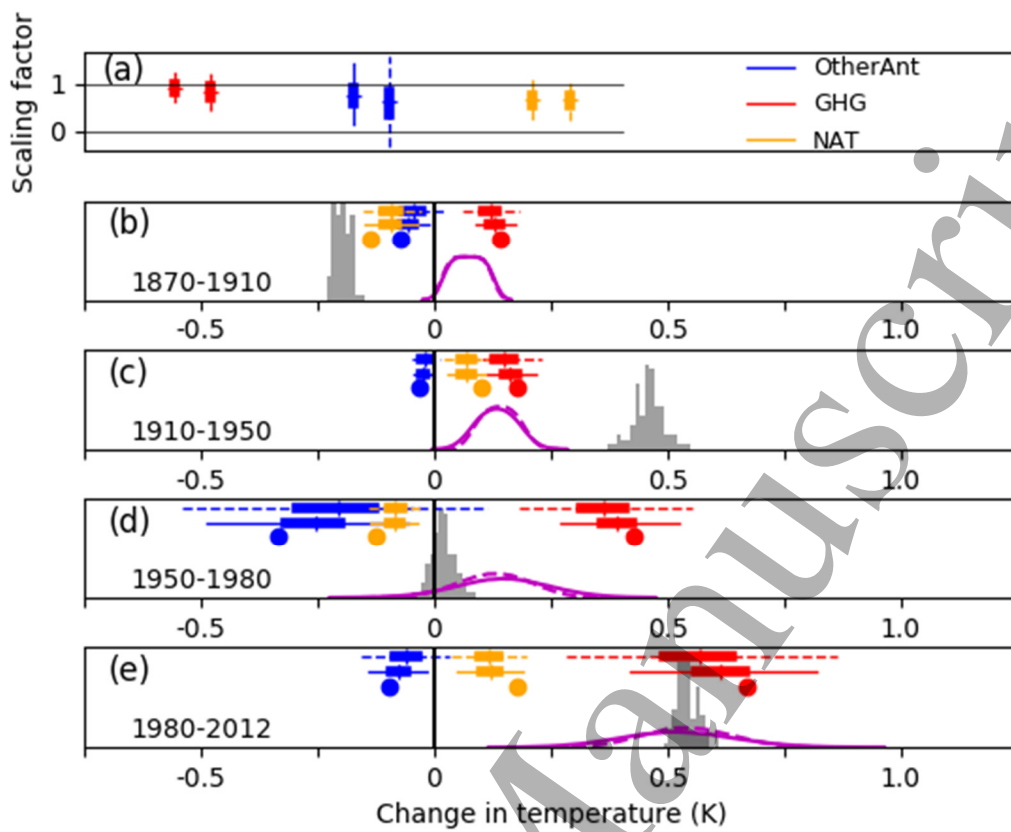 Scaling factor
(a)
1
0
OtherAnt
GHG
NAT
(b)
1870-1910
-0.5 0 0.5 1.0
(c)
1910-1950
-0.5 0 0.5 1.0
(d)
1950-1980
-0.5 0 0.5 1.0
(e)
1980-2012
-0.5 0 0.5 1.0
Change in temperature (K)
Manuscri